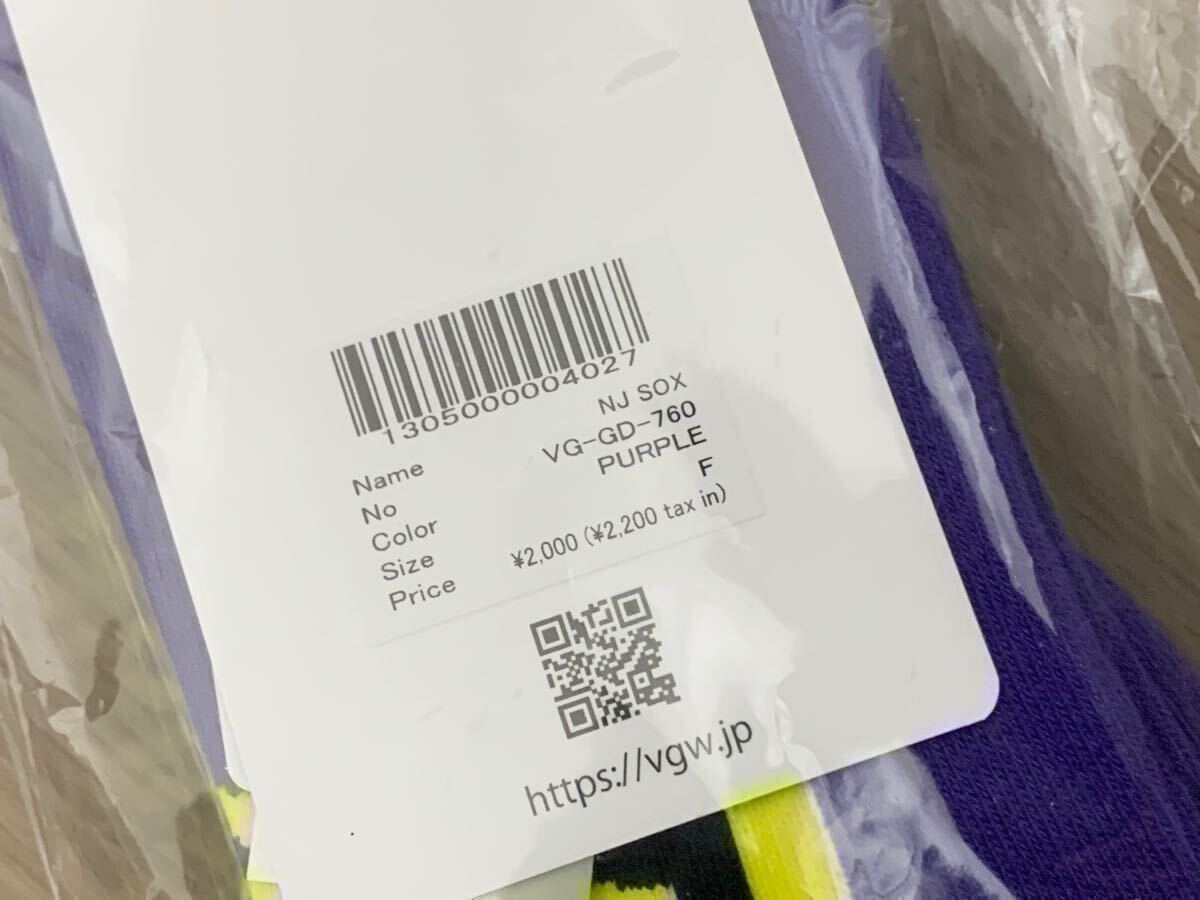 1305000004027
Name NJ SOX
No VG-GD-760
Color PURPLE
Size F
Price ¥2,000 (¥2,200 tax in)
https://vgw.jp